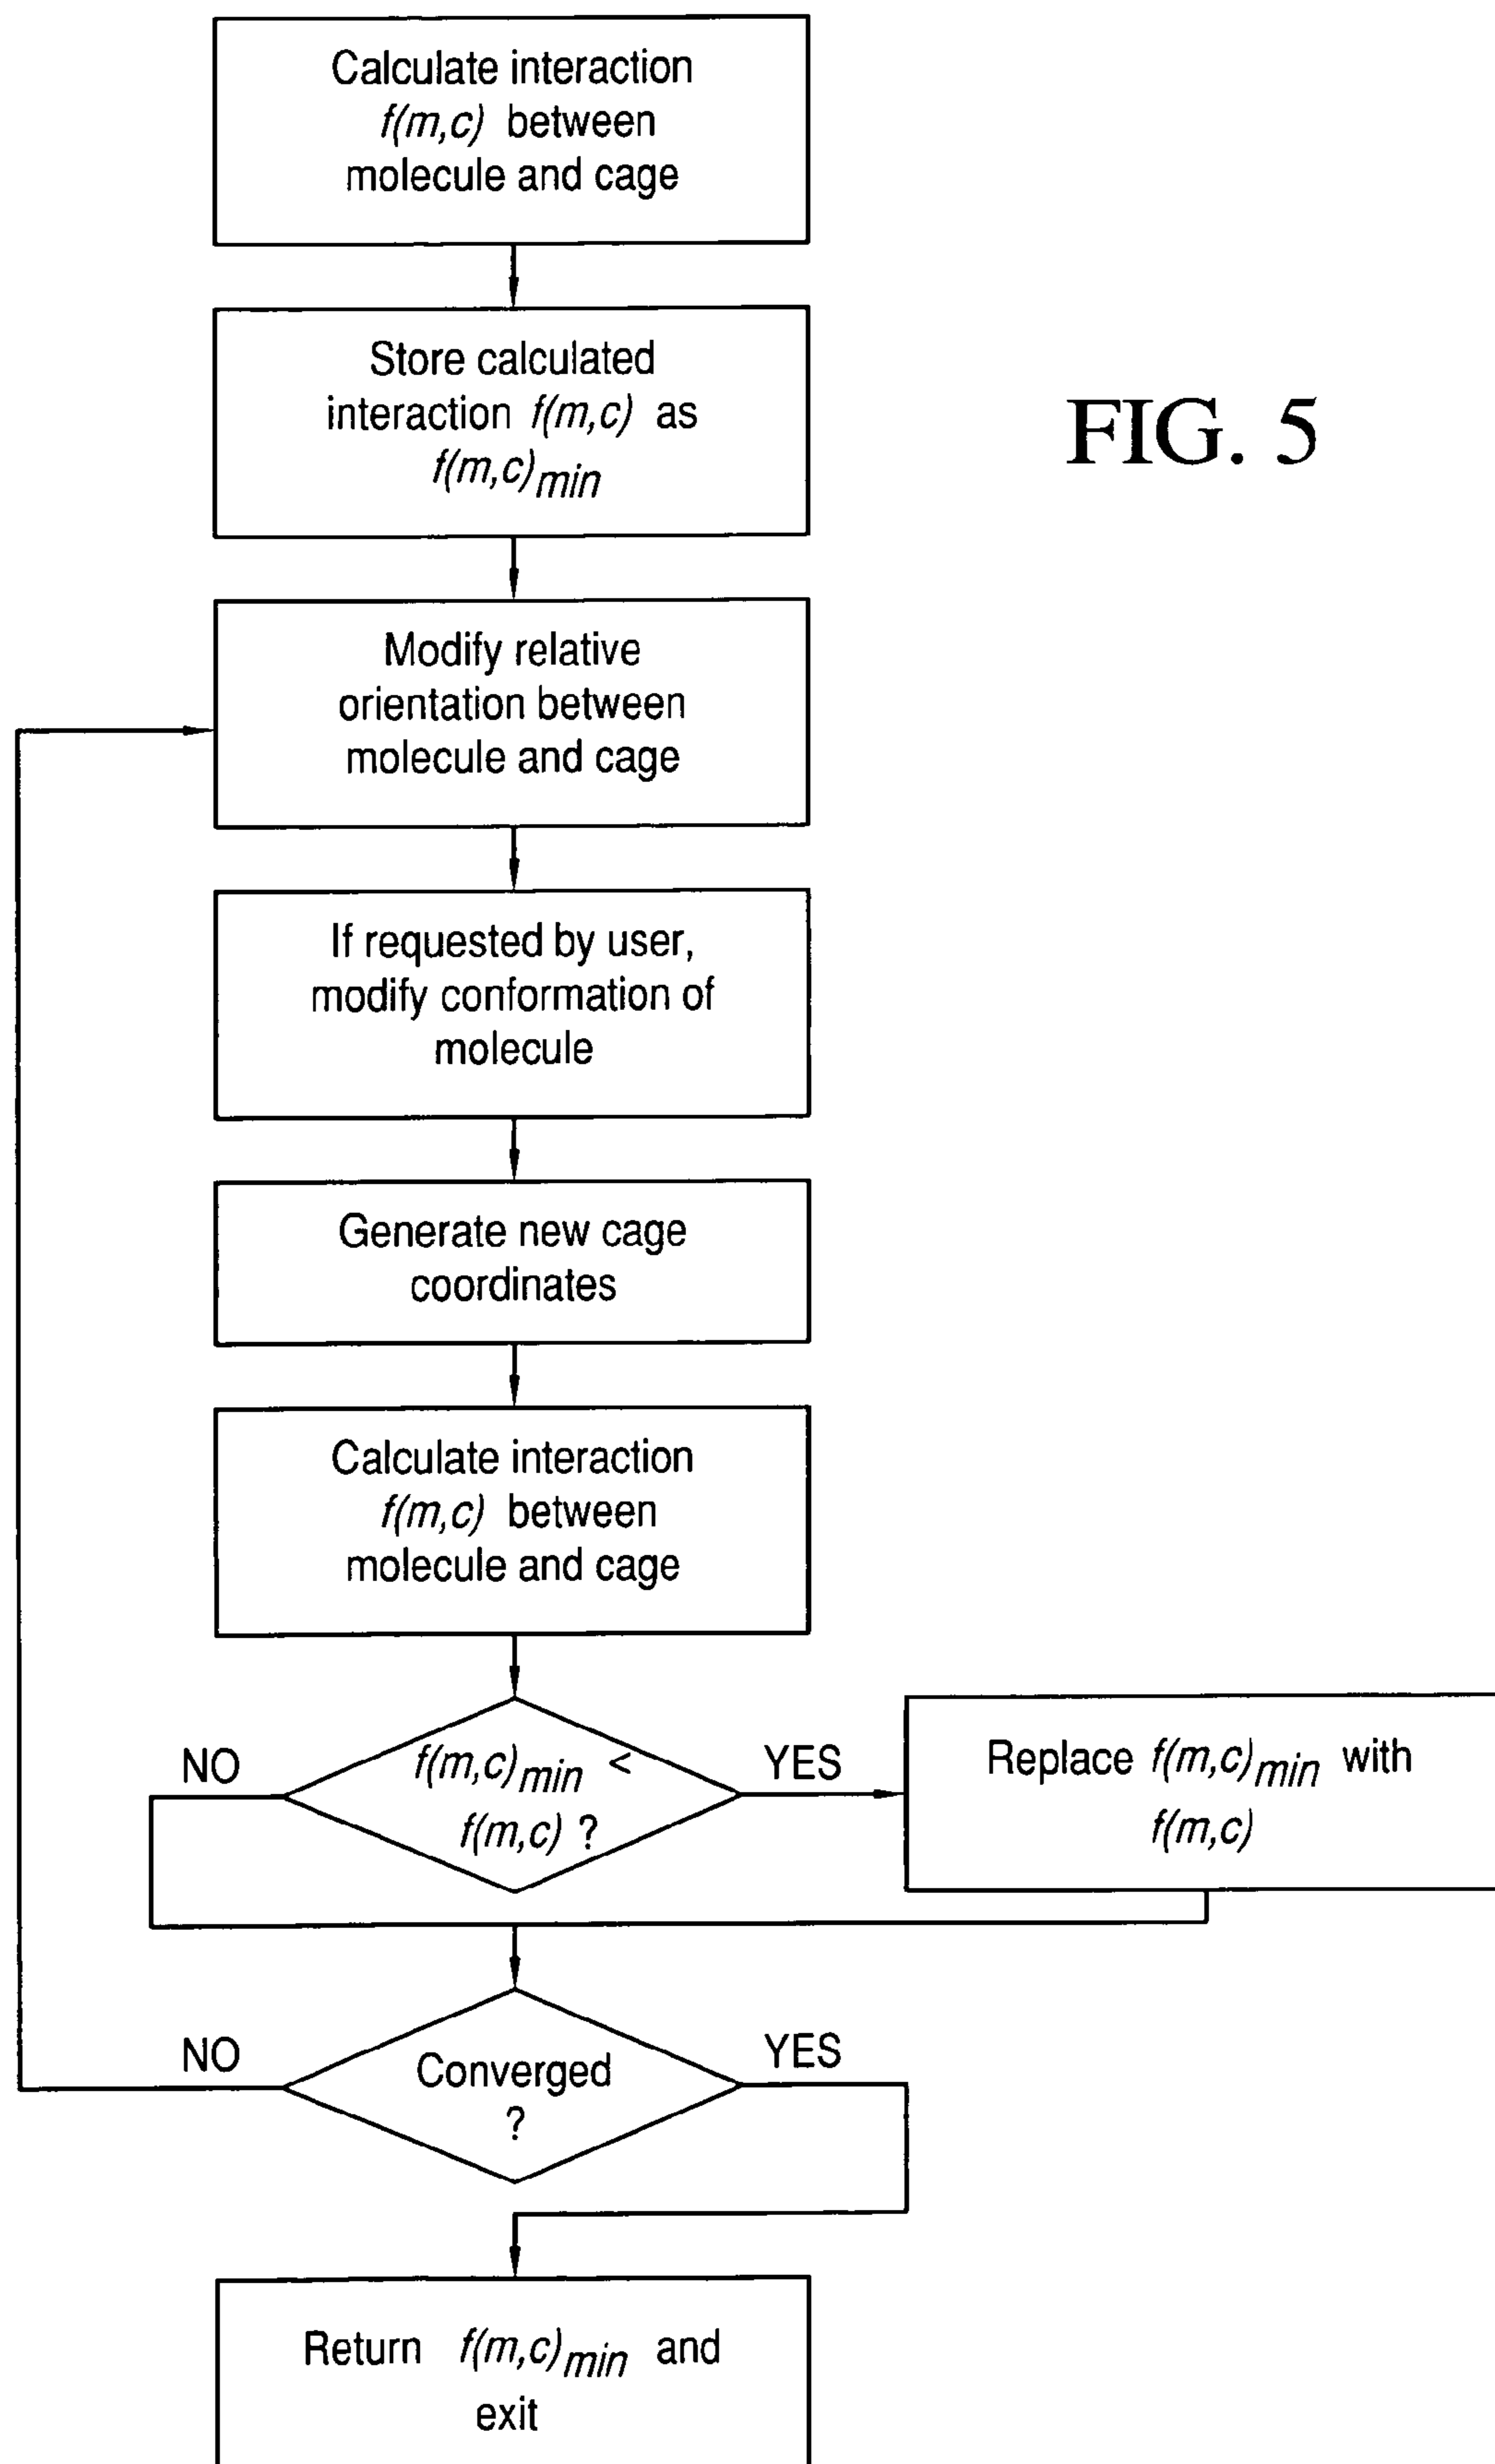 Calculate interaction
f(m,c) between
molecule and cage
Store calculated
interaction f(m,c) as
f(m,c)min
FIG. 5
Modify relative
orientation between
molecule and cage
If requested by user,
modify conformation of
molecule
Generate new cage
coordinates
Calculate interaction
f(m,c) between
molecule and cage
NO
f(m,c)min <
f(m,c) ?
YES
Replace f(m,c)min with
f(m,c)
NO
Converged
?
YES
Return f(m,c)min and
exit